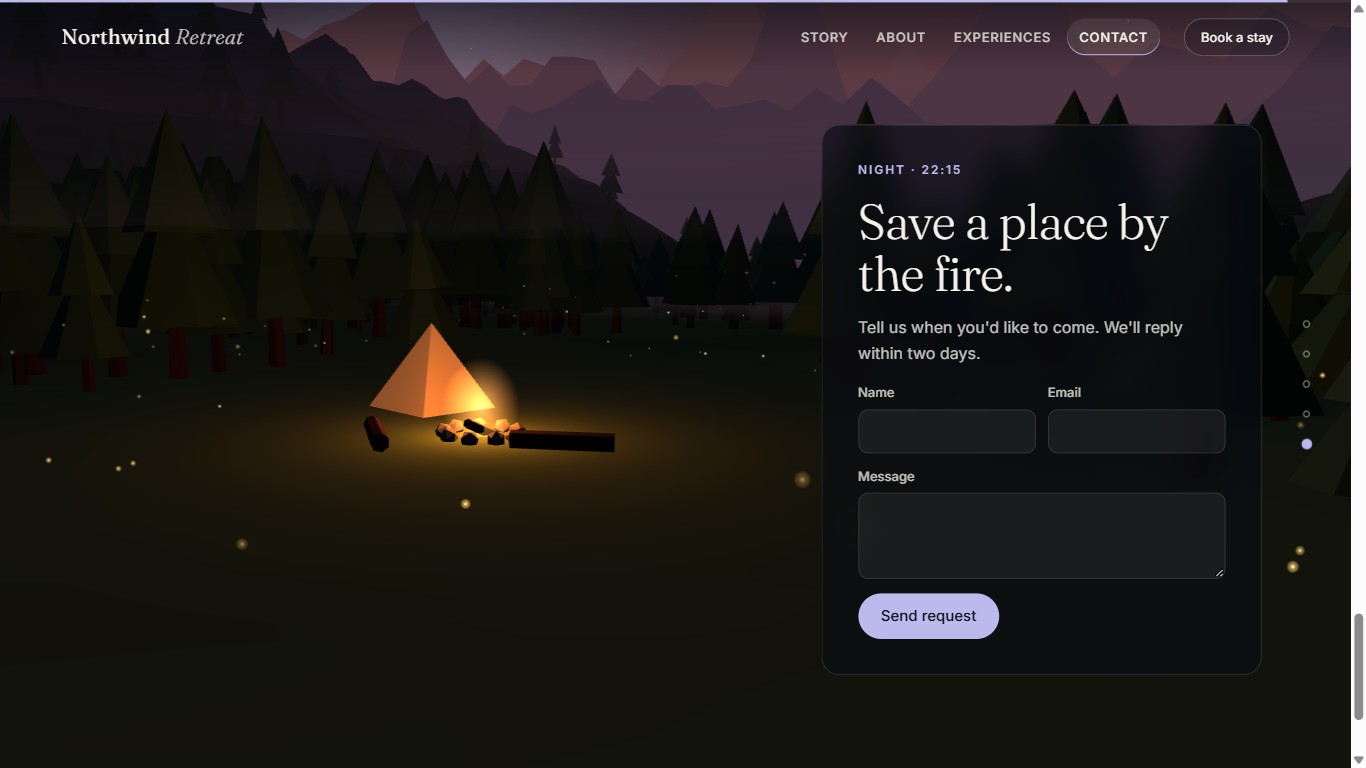 Northwind Retreat
STORY
ABOUT
EXPERIENCES
CONTACT
Book a stay
NIGHT · 22:15
Save a place by
the fire.
Tell us when you'd like to come. We'll reply
within two days.
Name
Email
Message
Send request